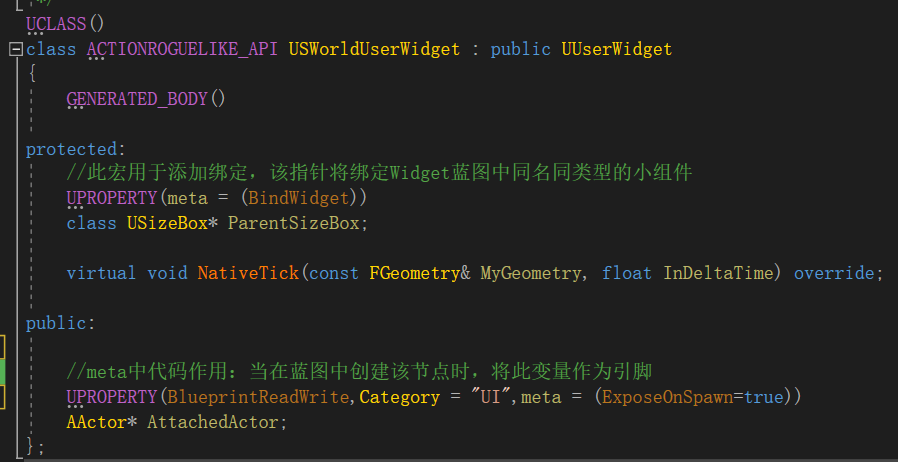 */
UCLASS()
class ACTIONROGUELIKE_API USWorldUserWidget : public UUserWidget
{
GENERATED_BODY()
protected:
//此宏用于添加绑定，该指针将绑定Widget蓝图中同名同类型的小组件
UPROPERTY(meta = (BindWidget))
class USizeBox* ParentSizeBox;
virtual void NativeTick(const FGeometry& MyGeometry, float InDeltaTime) override;
public:
//meta中代码作用：当在蓝图中创建该节点时，将此变量作为引脚
UPROPERTY(BlueprintReadWrite,Category = "UI",meta = (ExposeOnSpawn=true))
AActor* AttachedActor;
};